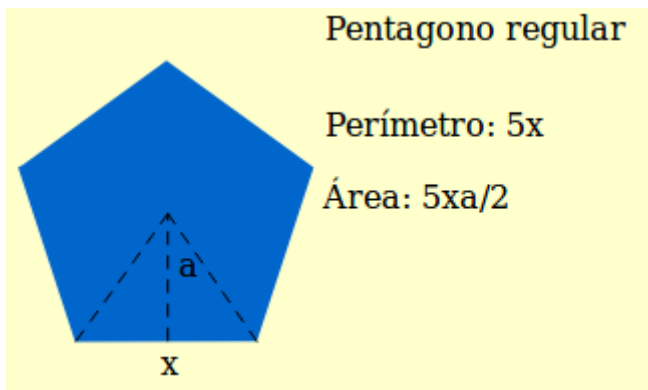 Pentagono regular
Perímetro: 5x
Área: 5xa/2
a
x